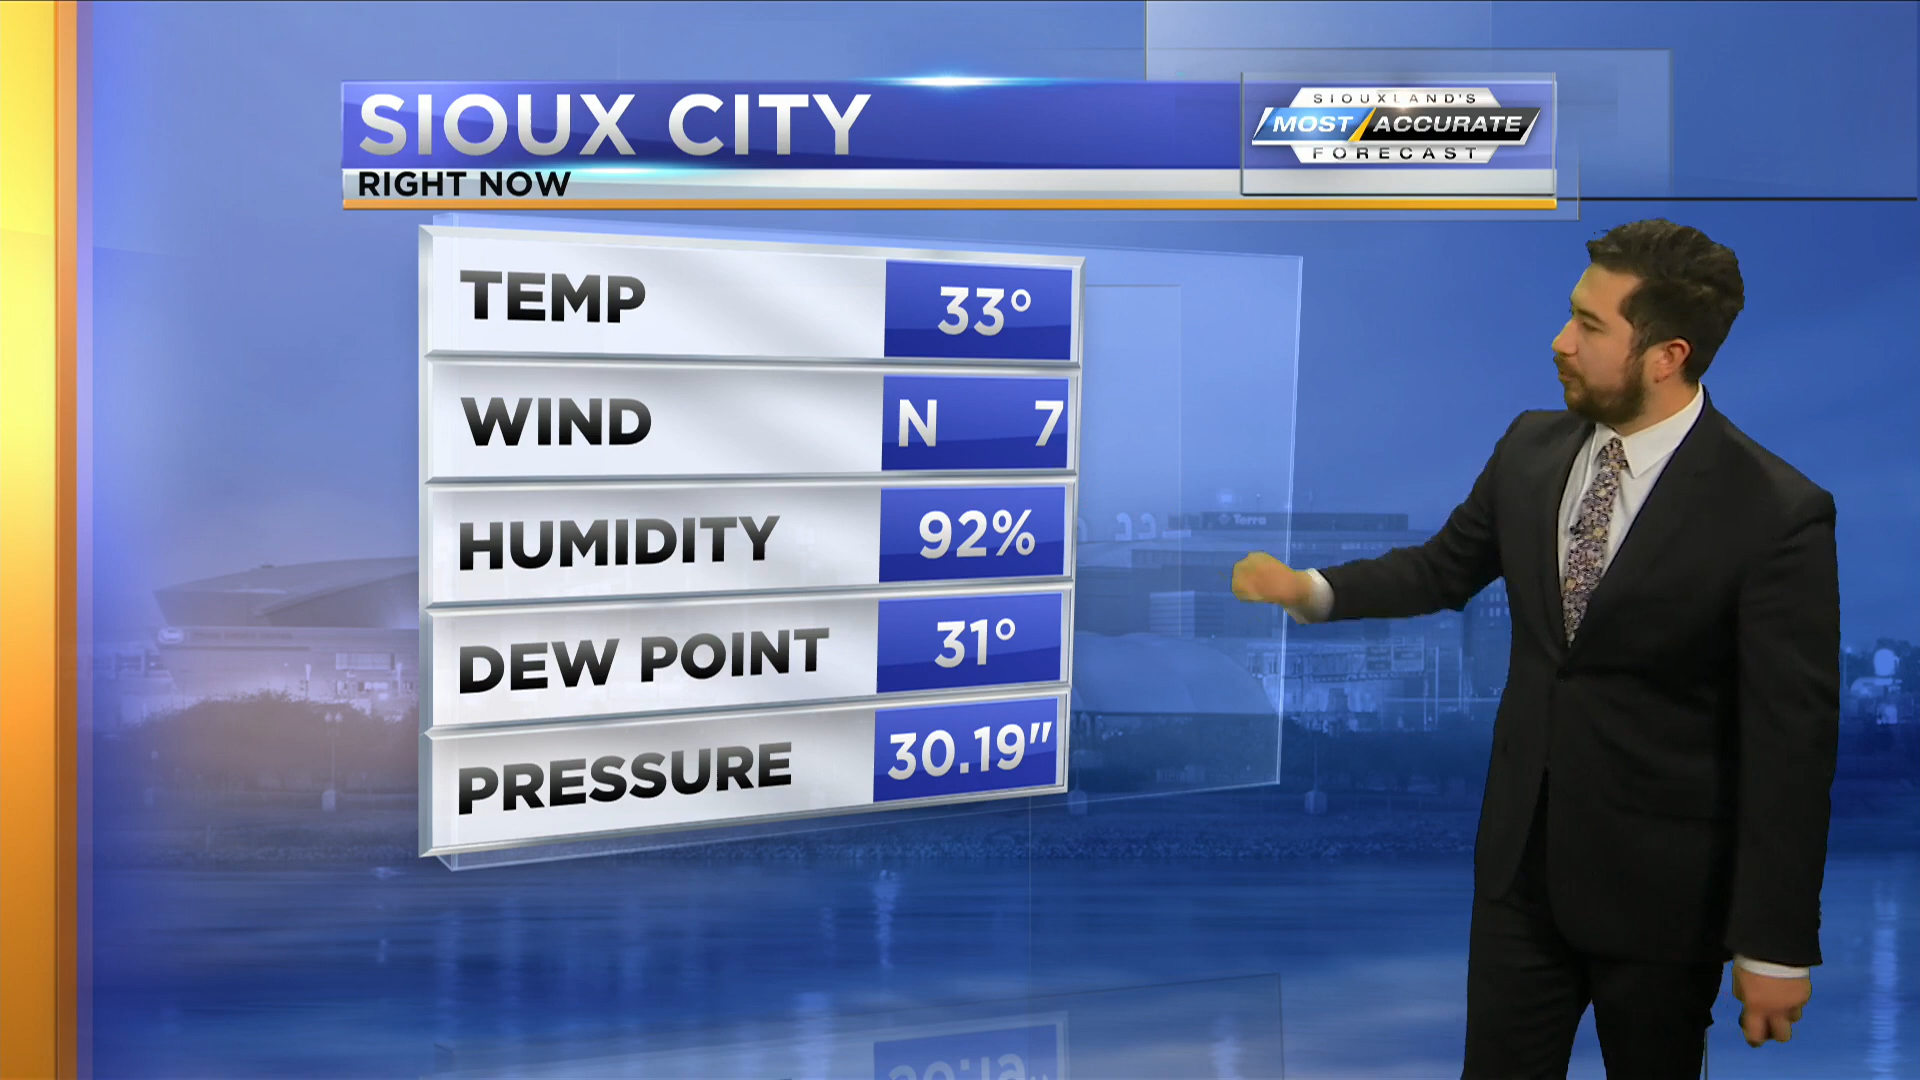 SIOUX CITY
RIGHT NOW
SIOUXLAND'S
MOST ACCURATE
FORECAST
TEMP 33°
WIND N 7
HUMIDITY 92%
DEW POINT 31°
PRESSURE 30.19"
Terra